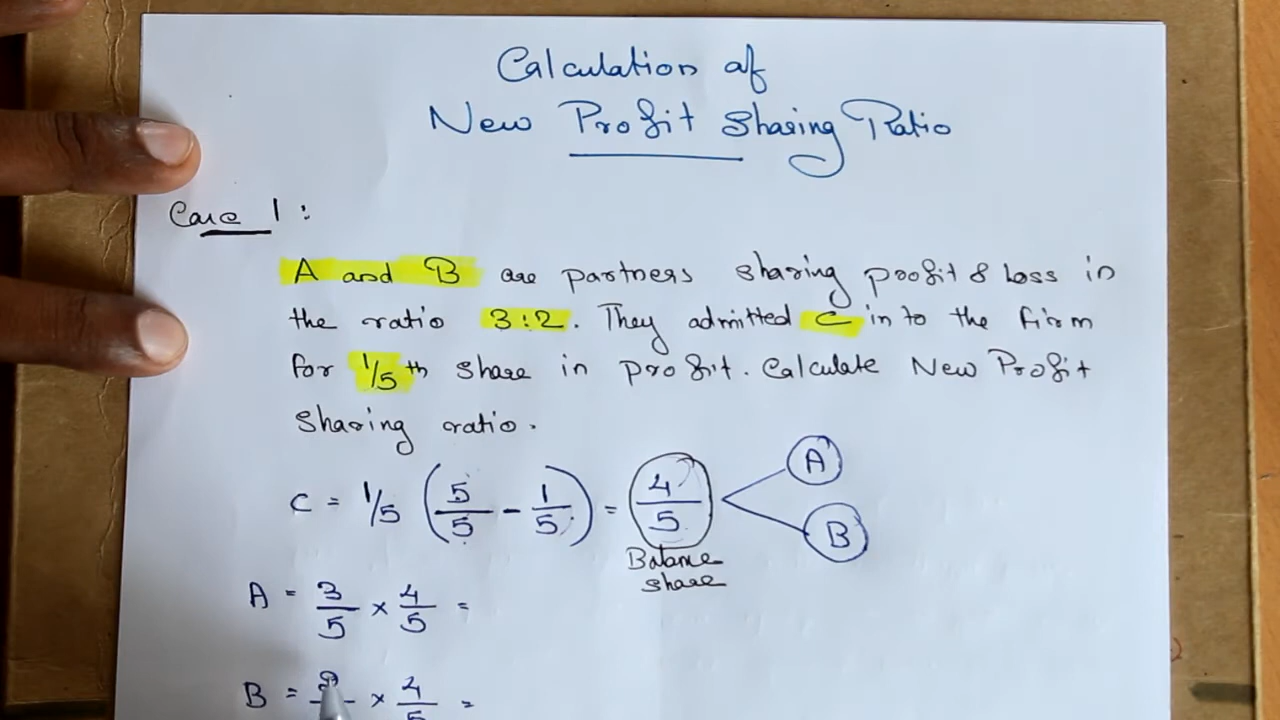 Calculation of
New Profit Sharing Ratio
Case 1 :
A and B are partners sharing profit & Loss in
the ratio 3:2. They admitted C in to the firm
for 1/5 th share in profit. Calculate New Profit
Sharing ratio.
C = 1/5 (5/5 - 1/5) = 4/5 A
B
Balance
share
A = 3/5 × 4/5 =
B = × 4/5 =